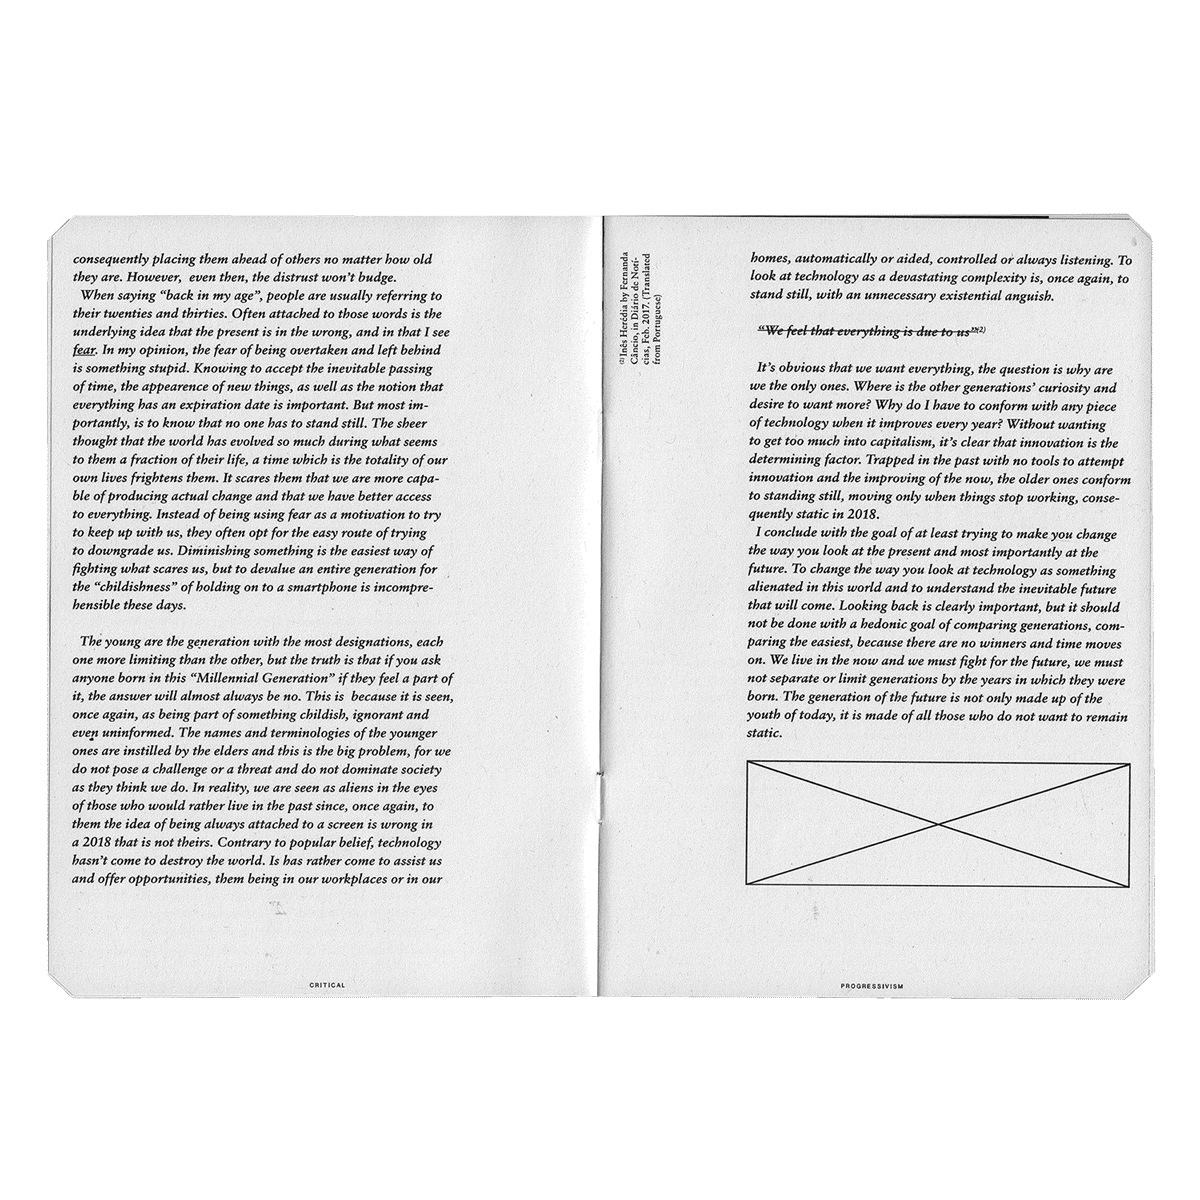 consequently placing them ahead of others no matter how old
they are. However,  even then, the distrust won't budge.
When saying “back in my age”, people are usually referring to
their twenties and thirties. Often attached to those words is the
underlying idea that the present is in the wrong, and in that I see
fear. In my opinion, the fear of being overtaken and left behind
is something stupid. Knowing to accept the inevitable passing
of time, the appearence of new things, as well as the notion that
everything has an expiration date is important. But most im-
portantly, is to know that no one has to stand still. The sheer
thought that the world has evolved so much during what seems
to them a fraction of their life, a time which is the totality of our
own lives frightens them. It scares them that we are more capa-
ble of producing actual change and that we have better access
to everything. Instead of being using fear as a motivation to try
to keep up with us, they often opt for the easy route of trying
to downgrade us. Diminishing something is the easiest way of
fighting what scares us, but to devalue an entire generation for
the “childishness” of holding on to a smartphone is incompre-
hensible these days.
The young are the generation with the most designations, each
one more limiting than the other, but the truth is that if you ask
anyone born in this “Millennial Generation” if they feel a part of
it, the answer will almost always be no. This is  because it is seen,
once again, as being part of something childish, ignorant and
even uninformed. The names and terminologies of the younger
ones are instilled by the elders and this is the big problem, for we
do not pose a challenge or a threat and do not dominate society
as they think we do. In reality, we are seen as aliens in the eyes
of those who would rather live in the past since, once again, to
them the idea of being always attached to a screen is wrong in
a 2018 that is not theirs. Contrary to popular belief, technology
hasn't come to destroy the world. Is has rather come to assist us
and offer opportunities, them being in our workplaces or in our
CRITICAL
(2) Inês Herédia by Fernanda
Câncio, in Diário de Notí-
cias, Feb. 2017. (Translated
from Portuguese)
homes, automatically or aided, controlled or always listening. To
look at technology as a devastating complexity is, once again, to
stand still, with an unnecessary existential anguish.
“We feel that everything is due to us”(2)
It's obvious that we want everything, the question is why are
we the only ones. Where is the other generations' curiosity and
desire to want more? Why do I have to conform with any piece
of technology when it improves every year? Without wanting
to get too much into capitalism, it's clear that innovation is the
determining factor. Trapped in the past with no tools to attempt
innovation and the improving of the now, the older ones conform
to standing still, moving only when things stop working, conse-
quently static in 2018.
I conclude with the goal of at least trying to make you change
the way you look at the present and most importantly at the
future. To change the way you look at technology as something
alienated in this world and to understand the inevitable future
that will come. Looking back is clearly important, but it should
not be done with a hedonic goal of comparing generations, com-
paring the easiest, because there are no winners and time moves
on. We live in the now and we must fight for the future, we must
not separate or limit generations by the years in which they were
born. The generation of the future is not only made up of the
youth of today, it is made of all those who do not want to remain
static.
PROGRESSIVISM